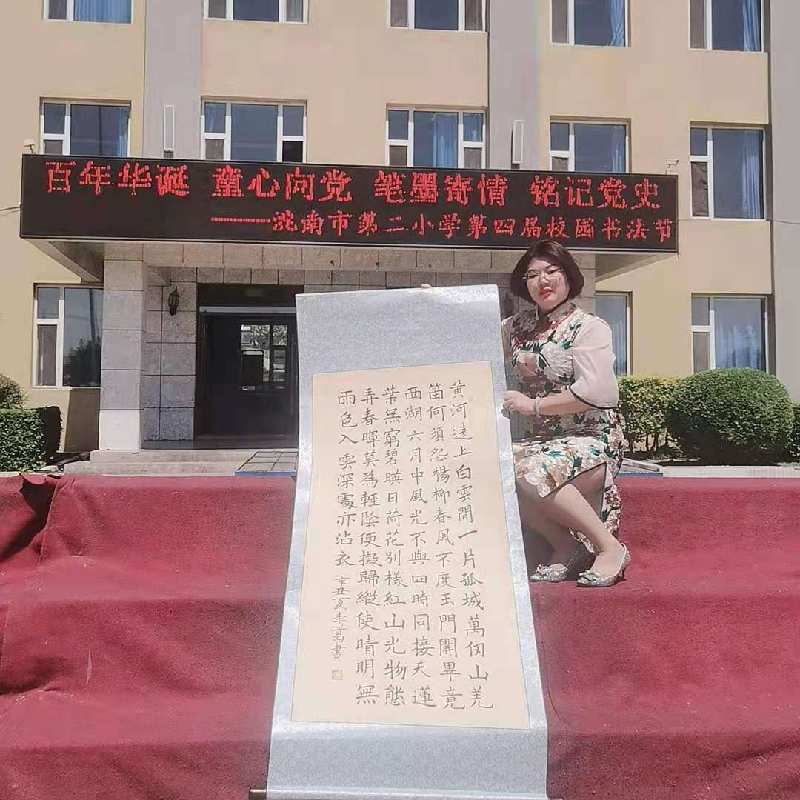 百年华诞 童心向党 笔墨寄情 铭记党史
———洮南市第二小学第四届校园书法节
黄河遠上白雲間一片孤城萬仞山羌
笛何須怨楊柳春風不度玉門關畢竟
西湖六月中風光不與四時同接天蓮
葉無窮碧映日荷花別樣紅山光物態
弄春暉莫為輕陰便擬歸縱使晴明無
雨色入雲深處亦沾衣
辛丑夏李書